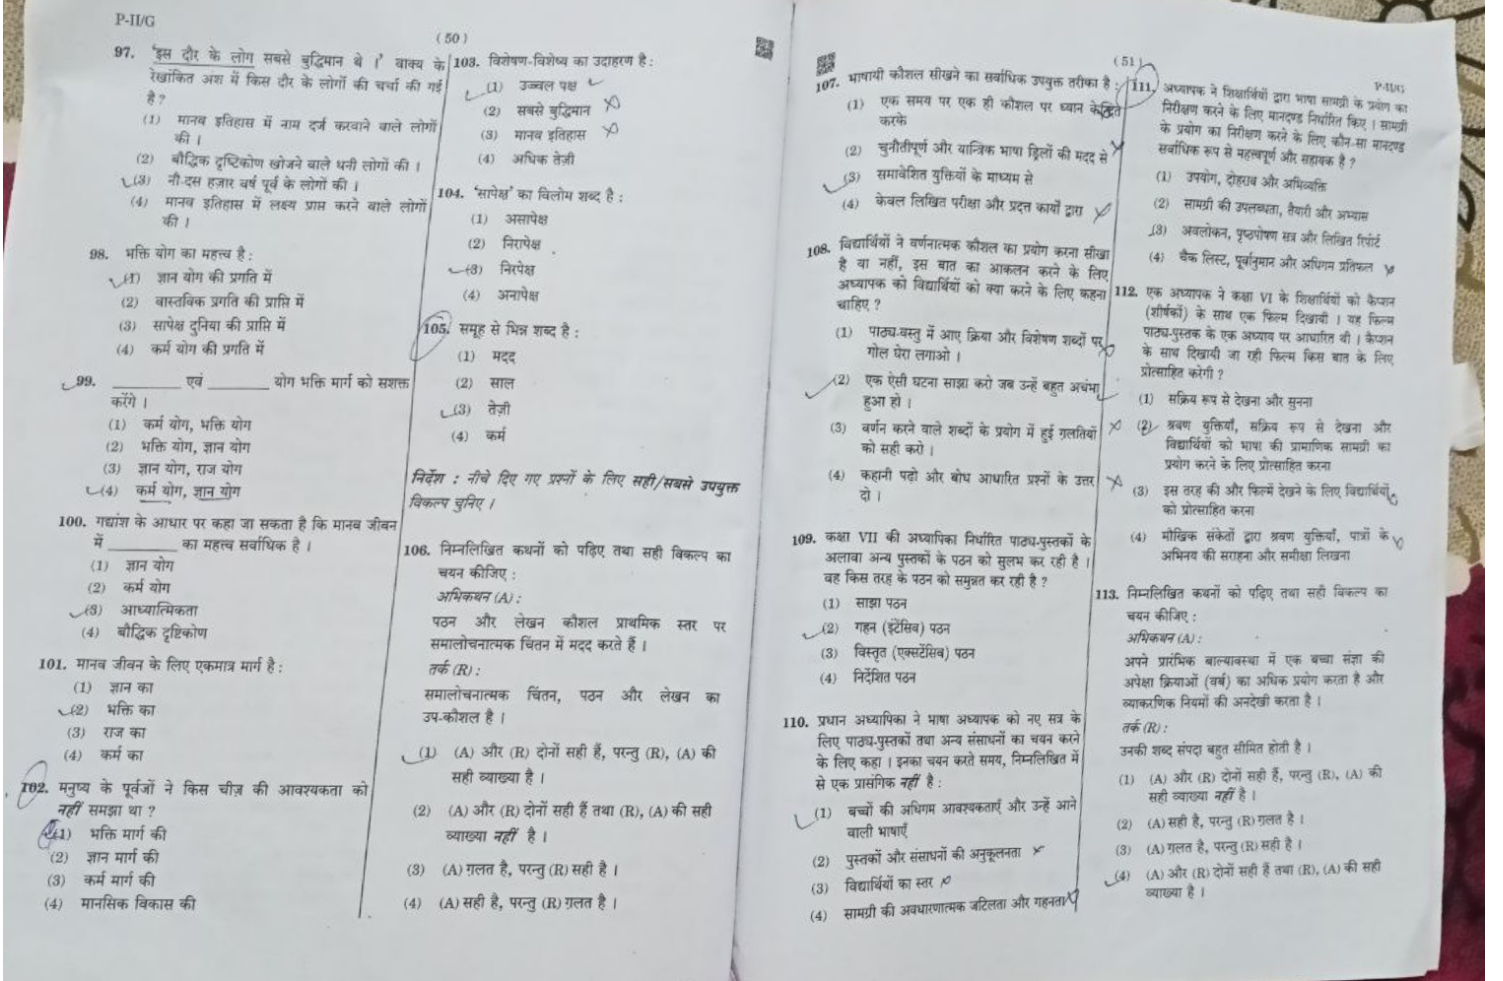 P-II/G
( 50 )
97. 'इस दौर के लोग सबसे बुद्धिमान थे ।' वाक्य के
रेखांकित अंश में किस दौर के लोगों की चर्चा की गई
है ?
(1) मानव इतिहास में नाम दर्ज करवाने वाले लोगों
की ।
(2) बौद्धिक दृष्टिकोण खोजने वाले धनी लोगों की ।
(3) नौ-दस हज़ार वर्ष पूर्व के लोगों की ।
(4) मानव इतिहास में लक्ष्य प्राप्त करने वाले लोगों
की ।
98. भक्ति योग का महत्त्व है :
(1) ज्ञान योग की प्रगति में
(2) वास्तविक प्रगति की प्राप्ति में
(3) सापेक्ष दुनिया की प्राप्ति में
(4) कर्म योग की प्रगति में
99. ________ एवं ________ योग भक्ति मार्ग को सशक्त
करेंगे ।
(1) कर्म योग, भक्ति योग
(2) भक्ति योग, ज्ञान योग
(3) ज्ञान योग, राज योग
(4) कर्म योग, ज्ञान योग
100. गद्यांश के आधार पर कहा जा सकता है कि मानव जीवन
में ________ का महत्त्व सर्वाधिक है ।
(1) ज्ञान योग
(2) कर्म योग
(3) आध्यात्मिकता
(4) बौद्धिक दृष्टिकोण
101. मानव जीवन के लिए एकमात्र मार्ग है :
(1) ज्ञान का
(2) भक्ति का
(3) राज का
(4) कर्म का
102. मनुष्य के पूर्वजों ने किस चीज़ की आवश्यकता को
नहीं समझा था ?
(1) भक्ति मार्ग की
(2) ज्ञान मार्ग की
(3) कर्म मार्ग की
(4) मानसिक विकास की
103. विशेषण-विशेष्य का उदाहरण है :
(1) उज्वल पक्ष
(2) सबसे बुद्धिमान
(3) मानव इतिहास
(4) अधिक तेज़ी
104. 'सापेक्ष' का विलोम शब्द है :
(1) असापेक्ष
(2) निरापेक्ष
(3) निरपेक्ष
(4) अनापेक्ष
105. समूह से भिन्न शब्द है :
(1) मदद
(2) साल
(3) तेज़ी
(4) कर्म
निर्देश : नीचे दिए गए प्रश्नों के लिए सही/सबसे उपयुक्त
विकल्प चुनिए ।
106. निम्नलिखित कथनों को पढ़िए तथा सही विकल्प का
चयन कीजिए :
अभिकथन (A) :
पठन और लेखन कौशल प्राथमिक स्तर पर
समालोचनात्मक चिंतन में मदद करते हैं ।
तर्क (R) :
समालोचनात्मक चिंतन, पठन और लेखन का
उप-कौशल है ।
(1) (A) और (R) दोनों सही हैं, परन्तु (R), (A) की
सही व्याख्या है ।
(2) (A) और (R) दोनों सही हैं तथा (R), (A) की सही
व्याख्या नहीं है ।
(3) (A) ग़लत है, परन्तु (R) सही है ।
(4) (A) सही है, परन्तु (R) ग़लत है ।
( 51 )
P-II/G
107. भाषायी कौशल सीखने का सर्वाधिक उपयुक्त तरीका है :
(1) एक समय पर एक ही कौशल पर ध्यान केंद्रित
करके
(2) चुनौतीपूर्ण और यान्त्रिक भाषा ड्रिलों की मदद से
(3) समावेशित युक्तियों के माध्यम से
(4) केवल लिखित परीक्षा और प्रदत्त कार्यों द्वारा
108. विद्यार्थियों ने वर्णनात्मक कौशल का प्रयोग करना सीखा
है या नहीं, इस बात का आकलन करने के लिए
अध्यापक को विद्यार्थियों को क्या करने के लिए कहना
चाहिए ?
(1) पाठ्य-वस्तु में आए क्रिया और विशेषण शब्दों पर
गोल घेरा लगाओ ।
(2) एक ऐसी घटना साझा करो जब उन्हें बहुत अचंभा
हुआ हो ।
(3) वर्णन करने वाले शब्दों के प्रयोग में हुई ग़लतियों
को सही करो ।
(4) कहानी पढ़ो और बोध आधारित प्रश्नों के उत्तर
दो ।
109. कक्षा VII की अध्यापिका निर्धारित पाठ्य-पुस्तकों के
अलावा अन्य पुस्तकों के पठन को सुलभ कर रही है ।
वह किस तरह के पठन को समुन्नत कर रही है ?
(1) साझा पठन
(2) गहन (इंटेंसिव) पठन
(3) विस्तृत (एक्सटेंसिव) पठन
(4) निर्देशित पठन
110. प्रधान अध्यापिका ने भाषा अध्यापक को नए सत्र के
लिए पाठ्य-पुस्तकों तथा अन्य संसाधनों का चयन करने
के लिए कहा । इनका चयन करते समय, निम्नलिखित में
से एक प्रासंगिक नहीं है :
(1) बच्चों की अधिगम आवश्यकताएँ और उन्हें आने
वाली भाषाएँ
(2) पुस्तकों और संसाधनों की अनुकूलनता
(3) विद्यार्थियों का स्तर
(4) सामग्री की अवधारणात्मक जटिलता और गहनता
111. अध्यापक ने शिक्षार्थियों द्वारा भाषा सामग्री के प्रयोग का
निरीक्षण करने के लिए मानदण्ड निर्धारित किए । सामग्री
के प्रयोग का निरीक्षण करने के लिए कौन-सा मानदण्ड
सर्वाधिक रूप से महत्त्वपूर्ण और सहायक है ?
(1) उपयोग, दोहराव और अभिव्यक्ति
(2) सामग्री की उपलब्धता, तैयारी और अभ्यास
(3) अवलोकन, पृष्ठपोषण सत्र और लिखित रिपोर्ट
(4) चैक लिस्ट, पूर्वानुमान और अधिगम प्रतिफल
112. एक अध्यापक ने कक्षा VI के शिक्षार्थियों को कैप्शन
(शीर्षकों) के साथ एक फिल्म दिखायी । यह फिल्म
पाठ्य-पुस्तक के एक अध्याय पर आधारित थी । कैप्शन
के साथ दिखायी जा रही फिल्म किस बात के लिए
प्रोत्साहित करेगी ?
(1) सक्रिय रूप से देखना और सुनना
(2) श्रवण युक्तियाँ, सक्रिय रूप से देखना और
विद्यार्थियों को भाषा की प्रामाणिक सामग्री का
प्रयोग करने के लिए प्रोत्साहित करना
(3) इस तरह की और फिल्में देखने के लिए विद्यार्थियों
को प्रोत्साहित करना
(4) मौखिक संकेतों द्वारा श्रवण युक्तियाँ, पात्रों के
अभिनय की सराहना और समीक्षा लिखना
113. निम्नलिखित कथनों को पढ़िए तथा सही विकल्प का
चयन कीजिए :
अभिकथन (A) :
अपने प्रारंभिक बाल्यावस्था में एक बच्चा संज्ञा की
अपेक्षा क्रियाओं (वर्ब) का अधिक प्रयोग करता है और
व्याकरणिक नियमों की अनदेखी करता है ।
तर्क (R) :
उनकी शब्द संपदा बहुत सीमित होती है ।
(1) (A) और (R) दोनों सही हैं, परन्तु (R), (A) की
सही व्याख्या नहीं है ।
(2) (A) सही है, परन्तु (R) ग़लत है ।
(3) (A) ग़लत है, परन्तु (R) सही है ।
(4) (A) और (R) दोनों सही हैं तथा (R), (A) की सही
व्याख्या है ।